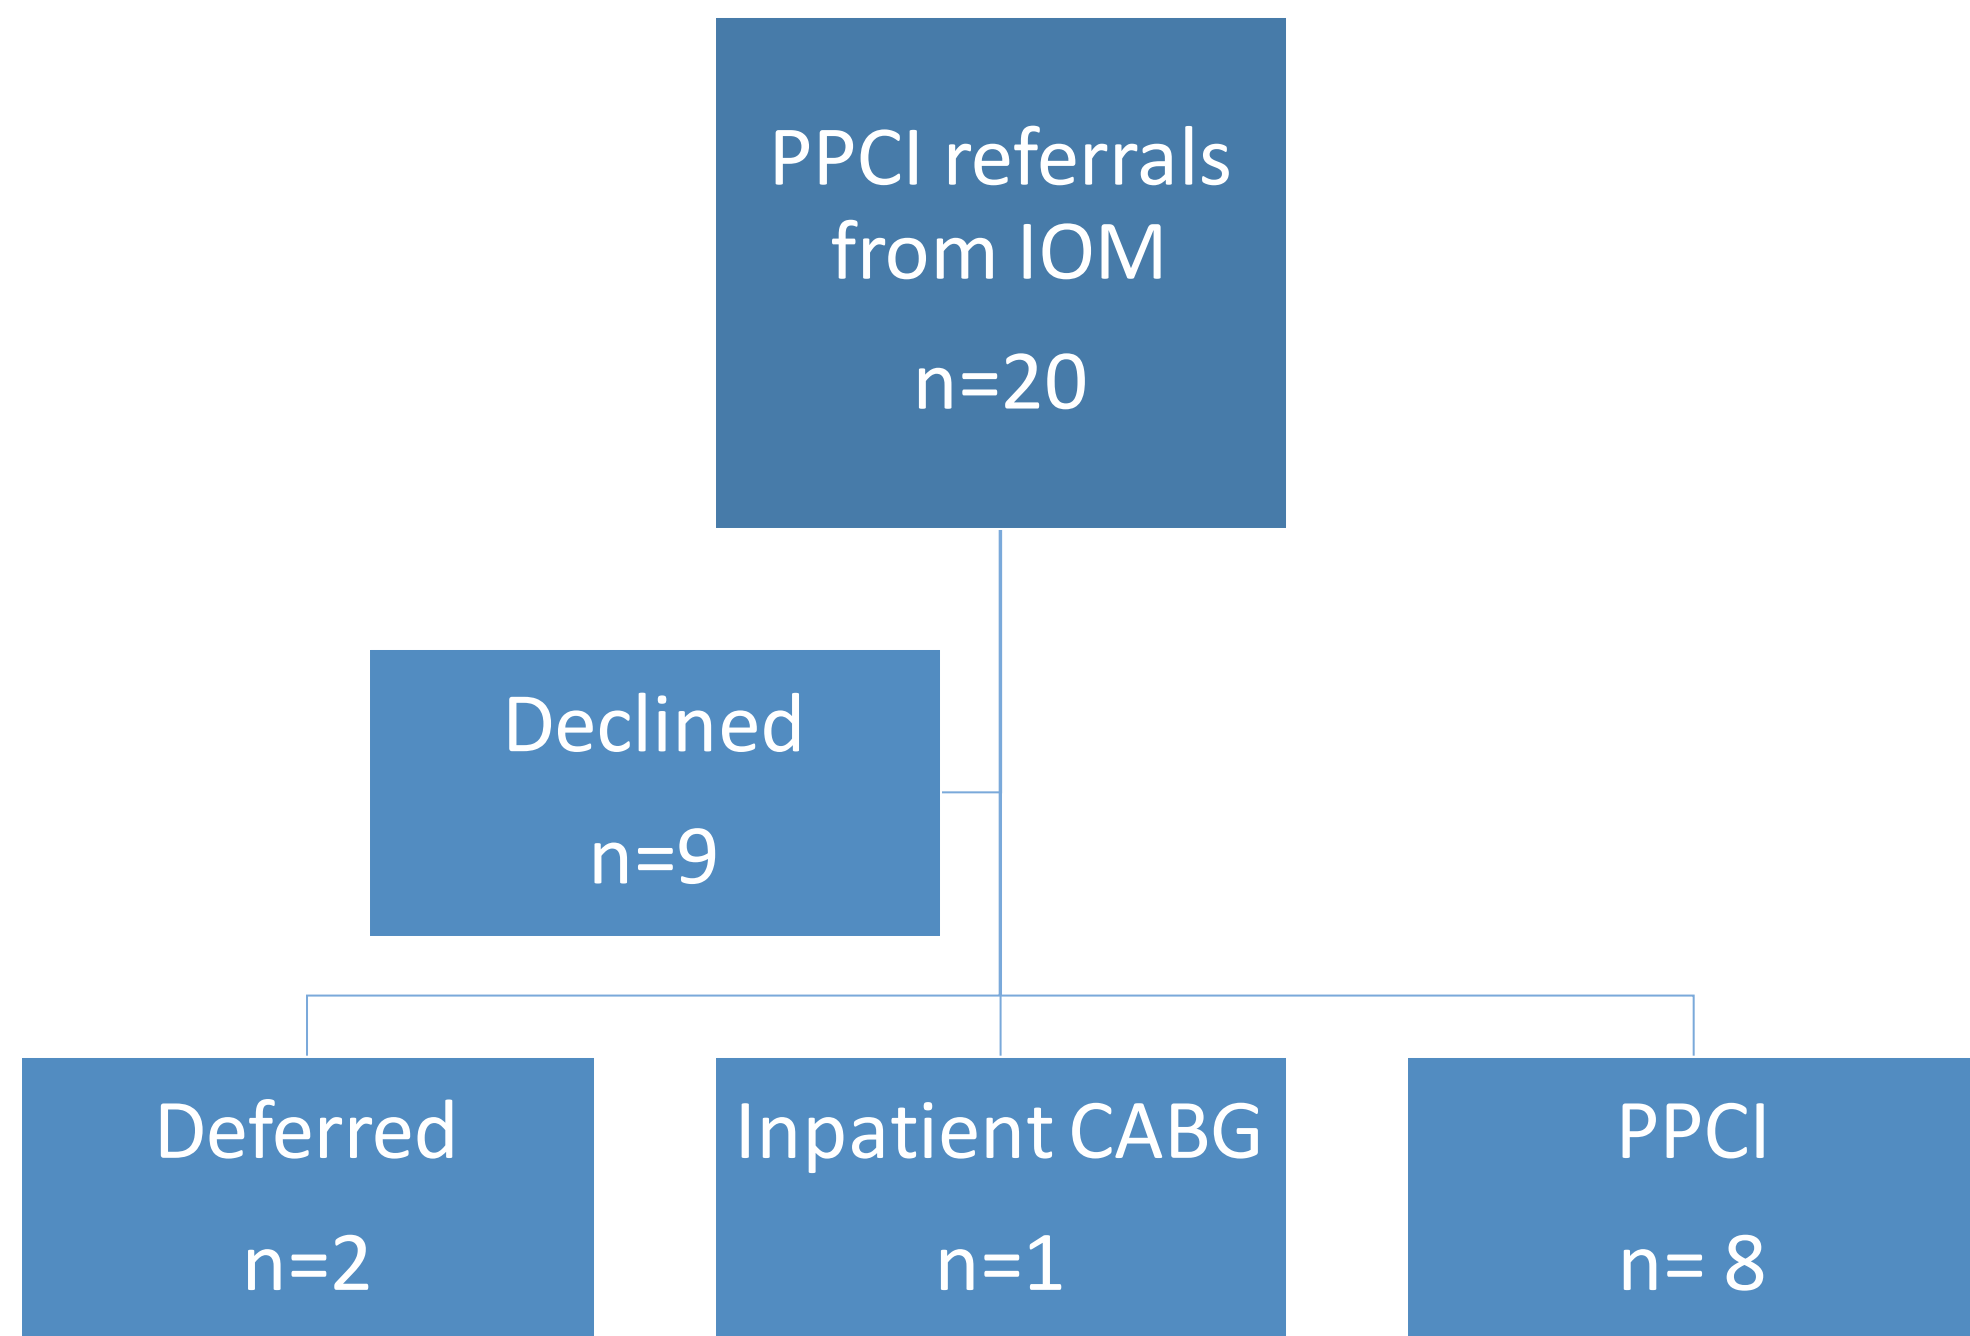 PPCI referrals
from IOM
n=20
Declined
n=9
Deferred
n=2
Inpatient CABG
n=1
PPCI
n= 8